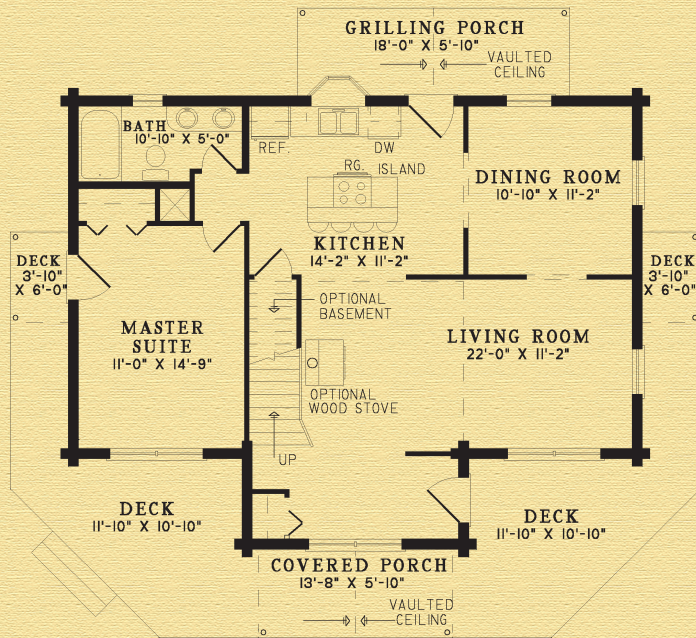 GRILLING PORCH
18'-0" X 5'-10"
VAULTED
CEILING
BATH
10'-10" X 5'-0"
REF.
DW
RG.
ISLAND
DINING ROOM
10'-10" X 11'-2"
KITCHEN
14'-2" X 11'-2"
DECK
3'-10"
X 6'-0"
DECK
3'-10"
X 6'-0"
OPTIONAL
BASEMENT
MASTER
SUITE
11'-0" X 14'-9"
LIVING ROOM
22'-0" X 11'-2"
OPTIONAL
WOOD STOVE
UP
DECK
11'-10" X 10'-10"
DECK
11'-10" X 10'-10"
COVERED PORCH
13'-8" X 5'-10"
VAULTED
CEILING